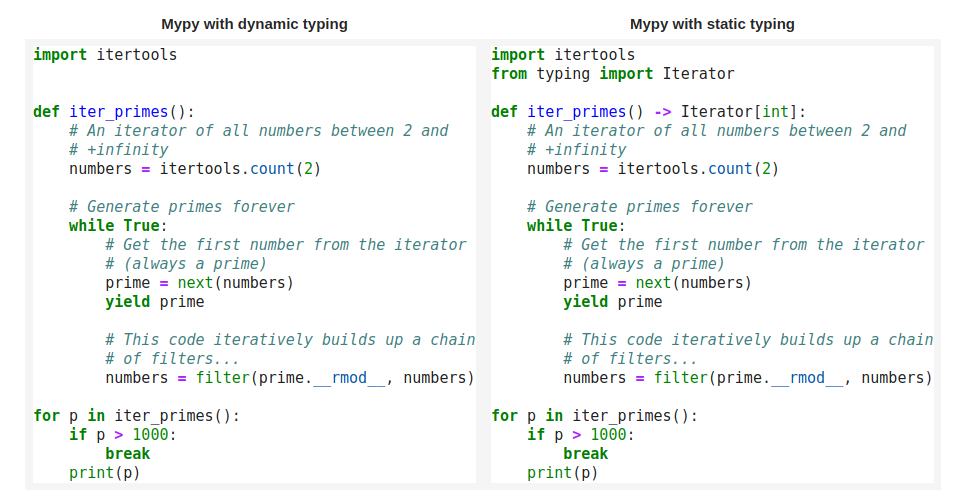 Mypy with dynamic typing
import itertools
def iter_primes():
# An iterator of all numbers between 2 and
# +infinity
numbers = itertools.count(2)
# Generate primes forever
while True:
# Get the first number from the iterator
# (always a prime)
prime = next(numbers)
yield prime
# This code iteratively builds up a chain
# of filters...
numbers = filter(prime.__rmod__, numbers)
for p in iter_primes():
if p > 1000:
break
print(p)
Mypy with static typing
import itertools
from typing import Iterator
def iter_primes() -> Iterator[int]:
# An iterator of all numbers between 2 and
# +infinity
numbers = itertools.count(2)
# Generate primes forever
while True:
# Get the first number from the iterator
# (always a prime)
prime = next(numbers)
yield prime
# This code iteratively builds up a chain
# of filters...
numbers = filter(prime.__rmod__, numbers)
for p in iter_primes():
if p > 1000:
break
print(p)